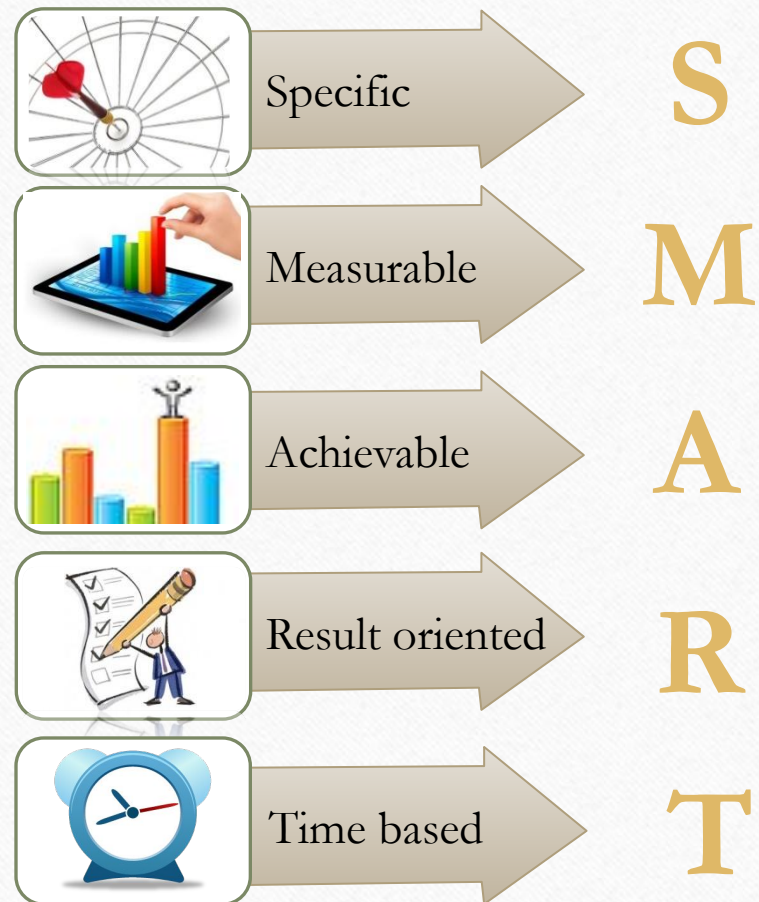 Specific S
Measurable M
Achievable A
Result oriented R
Time based T